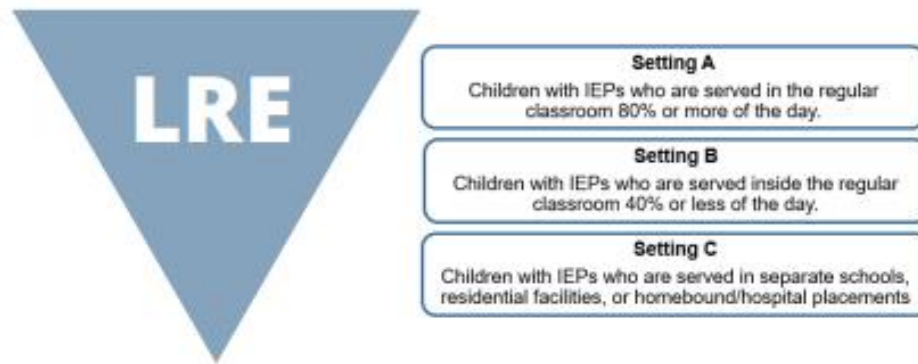 LRE
Setting A
Children with IEPs who are served in the regular
classroom 80% or more of the day.
Setting B
Children with IEPs who are served inside the regular
classroom 40% or less of the day.
Setting C
Children with IEPs who are served in separate schools,
residential facilities, or homebound/hospital placements